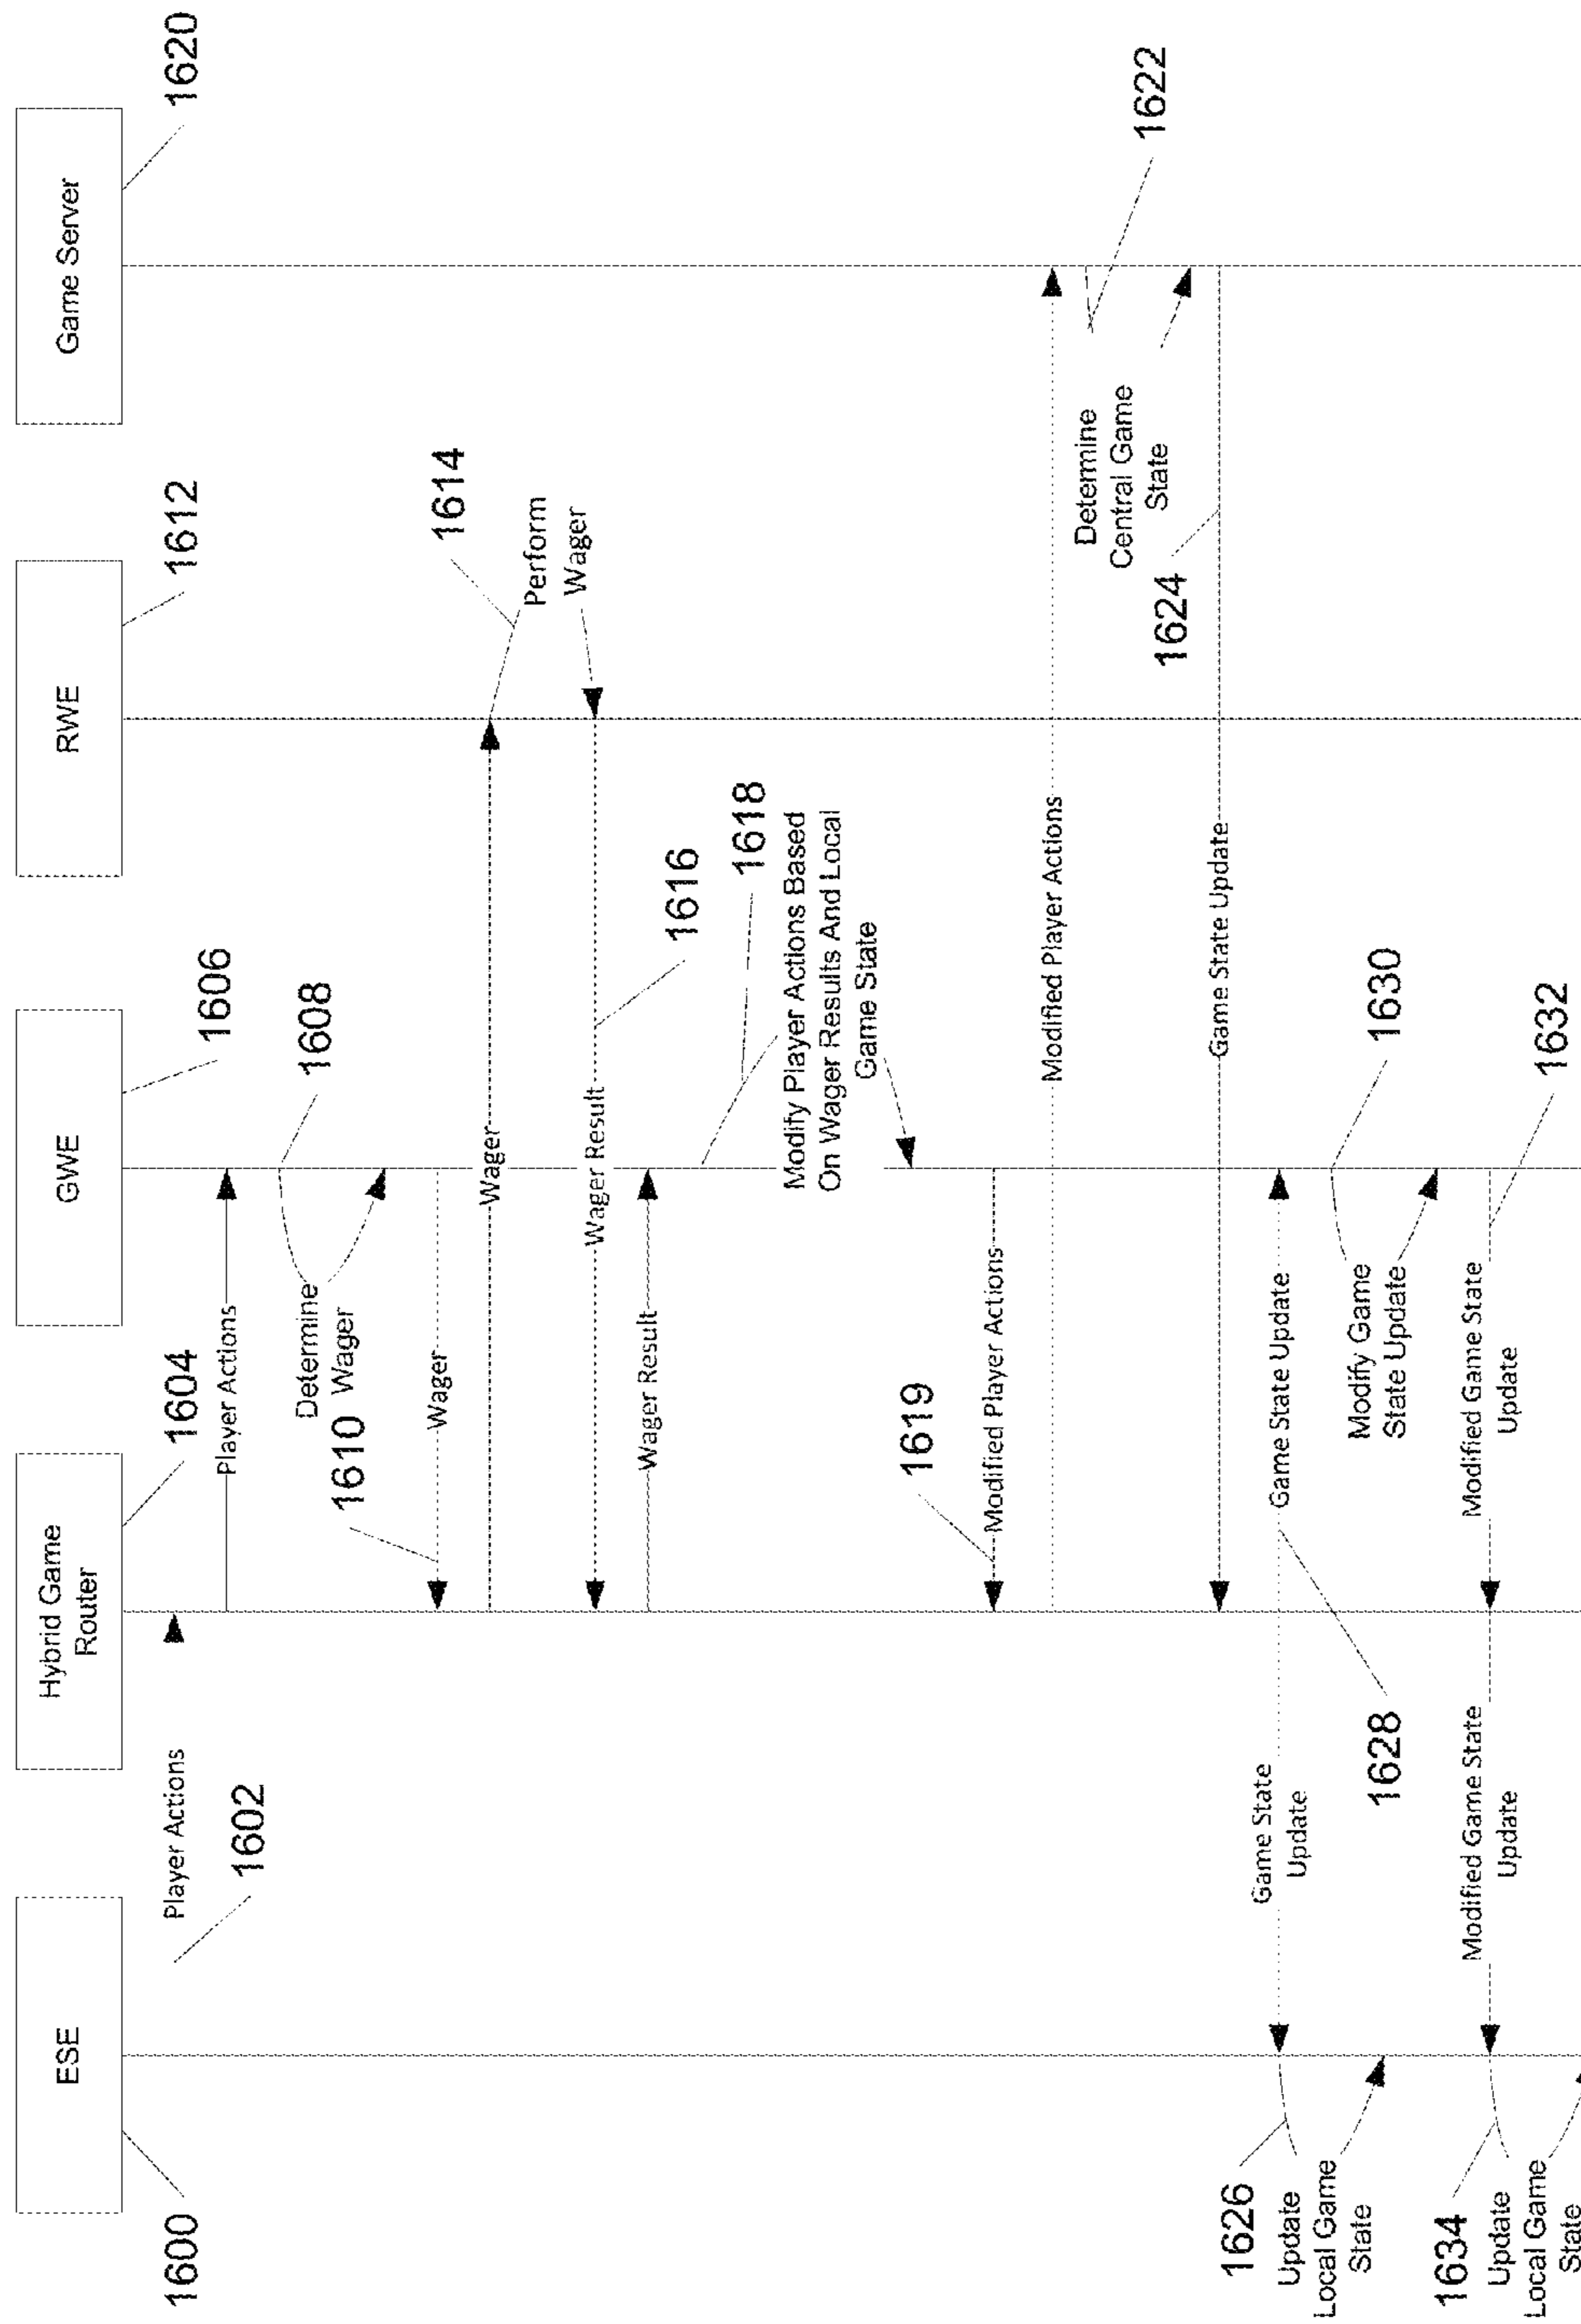 ESE
Hybrid Game
Router
GWE
RWE
Game Server
1600
1604
1606
1612
1620
Player Actions
1602
Player Actions
1608
Determine
Wager
1610
Wager
Wager
1614
Perform
Wager
Wager Result
1616
Wager Result
1618
Modify Player Actions Based
On Wager Results And Local
Game State
1619
Modified Player Actions
Modified Player Actions
1622
Determine
Central Game
State
1624
Game State Update
1626
Update
Local Game
State
Game State
Update
1628
Game State Update
1630
Modify Game
State Update
1632
Modified Game State
Update
Modified Game State
Update
1634
Update
Local Game
State